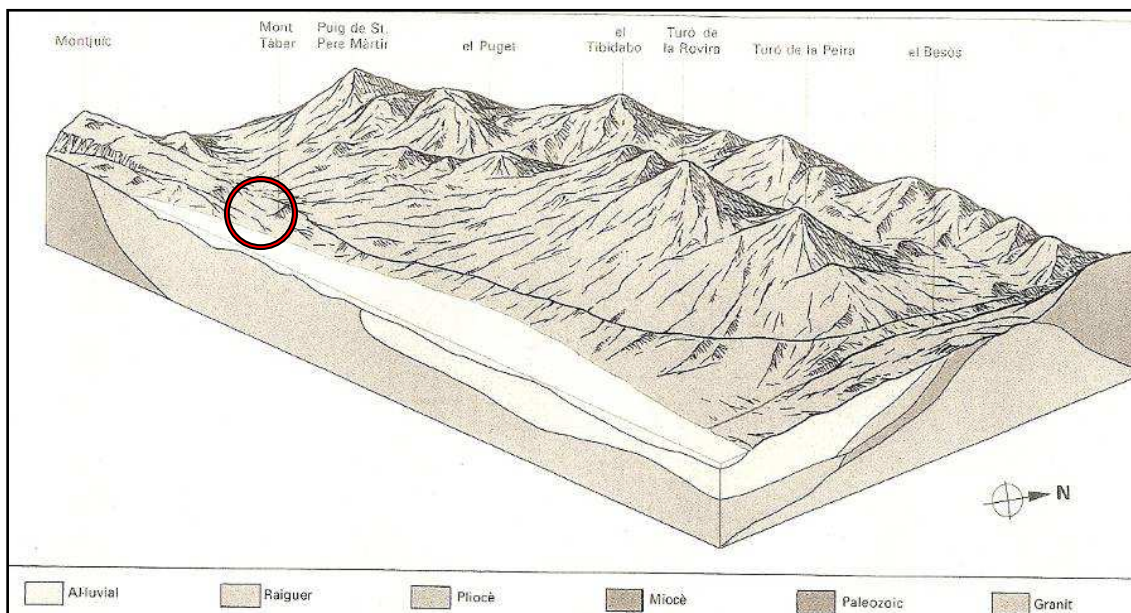 Montjuïc
Mont
Tàber
Puig de St.
Pere Màrtir
el Puget
el
Tibidabo
Turó de
la Rovira
Turó de la Peira
el Besòs
N
Al·luvial
Raiguer
Pliocè
Miocè
Paleozoic
Granit